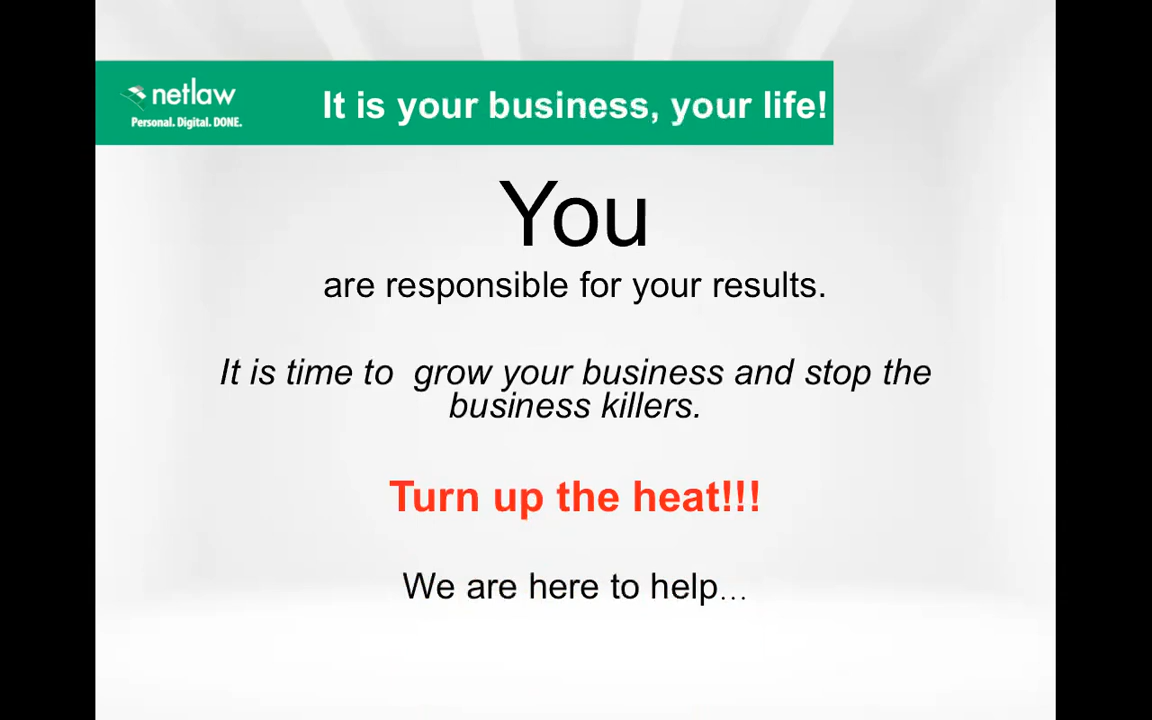 netlaw
Personal. Digital. DONE.
It is your business, your life!
You
are responsible for your results.
It is time to  grow your business and stop the
business killers.
Turn up the heat!!!
We are here to help…